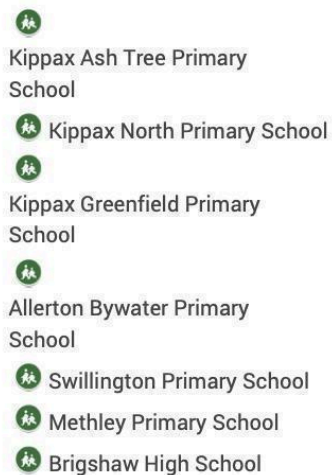 Kippax Ash Tree Primary
School
Kippax North Primary School
Kippax Greenfield Primary
School
Allerton Bywater Primary
School
Swillington Primary School
Methley Primary School
Brigshaw High School